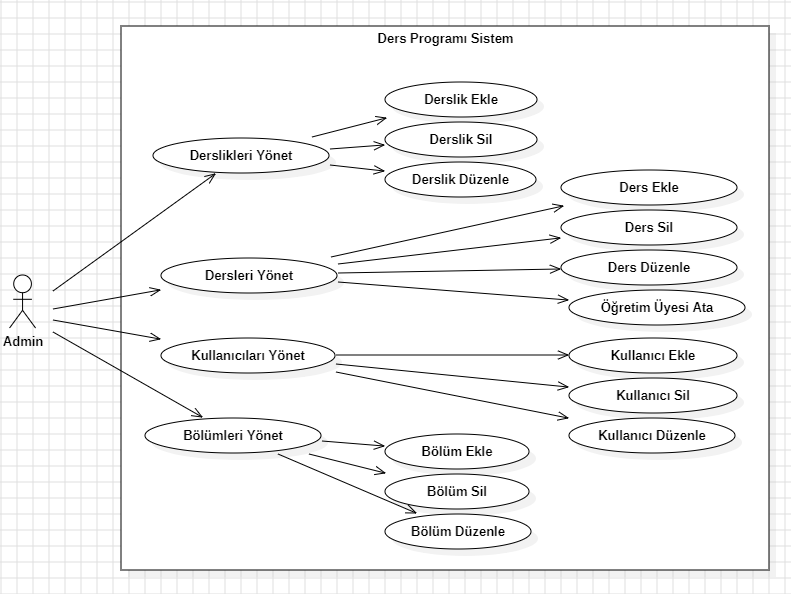 Ders Programı Sistem
Derslik Ekle
Derslik Sil
Derslik Düzenle
Derslikleri Yönet
Ders Ekle
Ders Sil
Ders Düzenle
Öğretim Üyesi Ata
Dersleri Yönet
Admin
Kullanıcıları Yönet
Kullanıcı Ekle
Kullanıcı Sil
Kullanıcı Düzenle
Bölümleri Yönet
Bölüm Ekle
Bölüm Sil
Bölüm Düzenle